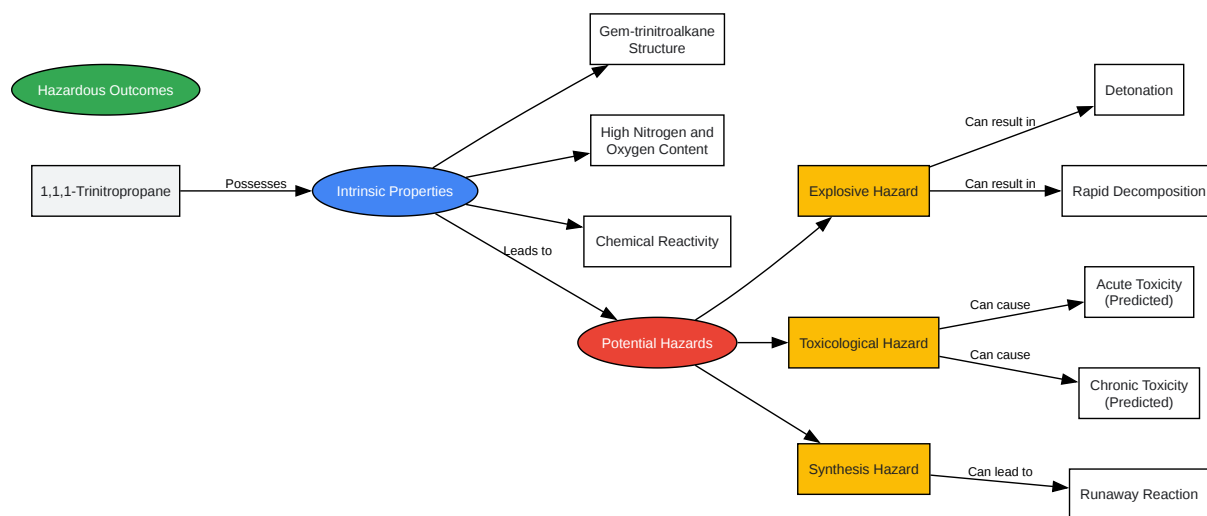 Hazardous Outcomes
1,1,1-Trinitropropane
Possesses
Intrinsic Properties
Gem-trinitroalkane
Structure
High Nitrogen and
Oxygen Content
Chemical Reactivity
Leads to
Potential Hazards
Explosive Hazard
Can result in
Detonation
Can result in
Rapid Decomposition
Toxicological Hazard
Can cause
Acute Toxicity
(Predicted)
Can cause
Chronic Toxicity
(Predicted)
Synthesis Hazard
Can lead to
Runaway Reaction